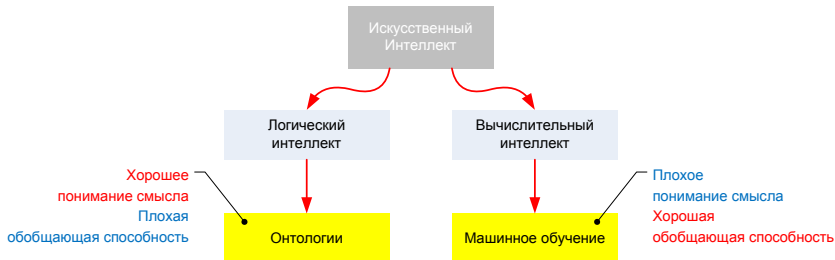 Искусственный
Интеллект
Логический
интеллект
Вычислительный
интеллект
Хорошее
понимание смысла
Плохая
обобщающая способность
Плохое
понимание смысла
Хорошая
обобщающая способность
Онтологии
Машинное обучение